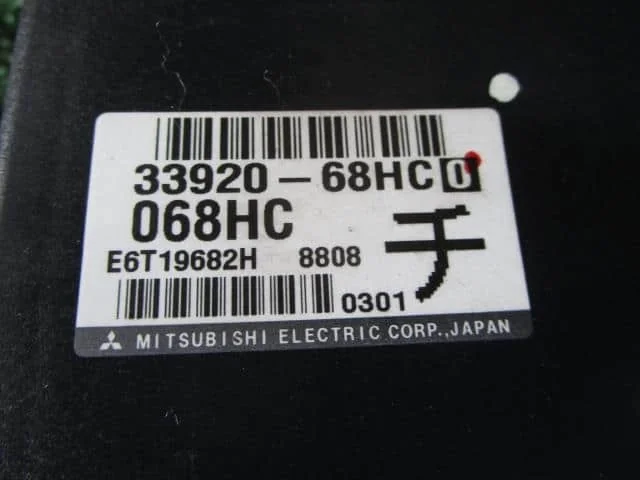 33920-68HC0
068HC
チ
E6T19682H 8808
0301
MITSUBISHI ELECTRIC CORP.,JAPAN